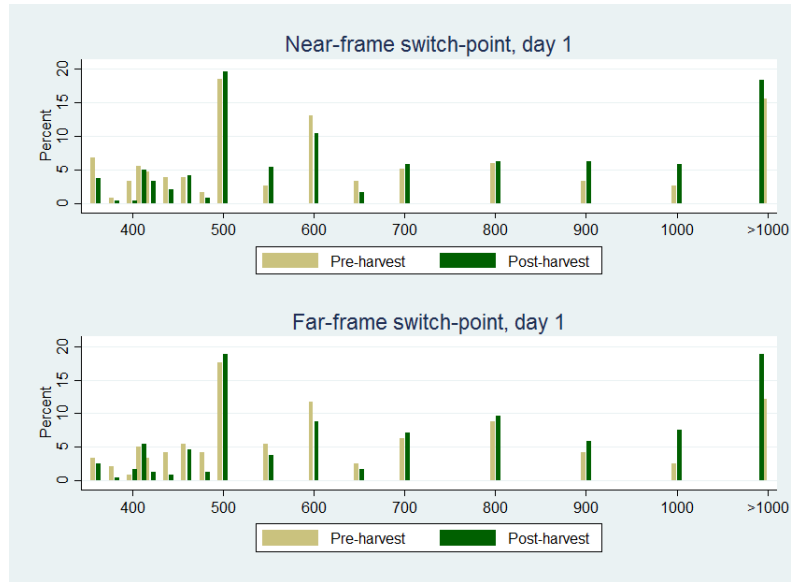 Near-frame switch-point, day 1
Percent
20
15
10
5
0
400 500 600 700 800 900 1000 >1000
Pre-harvest Post-harvest
Far-frame switch-point, day 1
Percent
20
15
10
5
0
400 500 600 700 800 900 1000 >1000
Pre-harvest Post-harvest